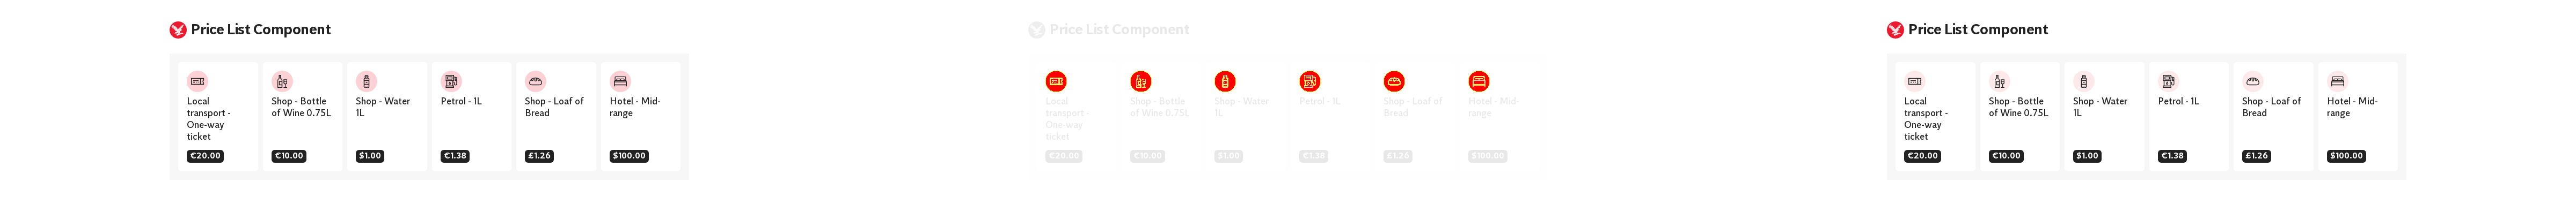 Price List Component
Local transport - One-way ticket
€20.00
Shop - Bottle of Wine 0.75L
€10.00
Shop - Water 1L
$1.00
Petrol - 1L
€1.38
Shop - Loaf of Bread
£1.26
Hotel - Mid-range
$100.00
Price List Component
Local transport - One-way ticket
€20.00
Shop - Bottle of Wine 0.75L
€10.00
Shop - Water 1L
$1.00
Petrol - 1L
€1.38
Shop - Loaf of Bread
£1.26
Hotel - Mid-range
$100.00
Price List Component
Local transport - One-way ticket
€20.00
Shop - Bottle of Wine 0.75L
€10.00
Shop - Water 1L
$1.00
Petrol - 1L
€1.38
Shop - Loaf of Bread
£1.26
Hotel - Mid-range
$100.00